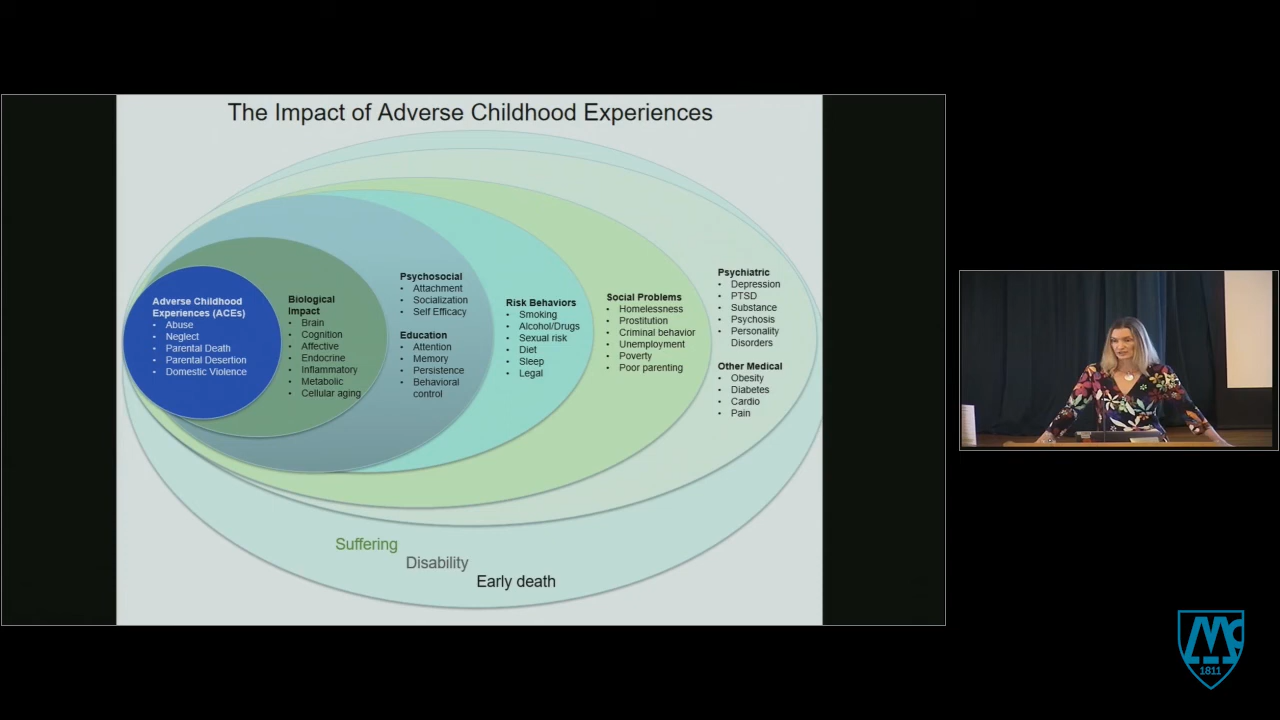 The Impact of Adverse Childhood Experiences
Adverse Childhood
Experiences (ACEs)
• Abuse
• Neglect
• Parental Death
• Parental Desertion
• Domestic Violence
Biological
Impact
• Brain
• Cognition
• Affective
• Endocrine
• Inflammatory
• Metabolic
• Cellular aging
Psychosocial
• Attachment
• Socialization
• Self Efficacy
Education
• Attention
• Memory
• Persistence
• Behavioral
control
Risk Behaviors
• Smoking
• Alcohol/Drugs
• Sexual risk
• Diet
• Sleep
• Legal
Social Problems
• Homelessness
• Prostitution
• Criminal behavior
• Unemployment
• Poverty
• Poor parenting
Psychiatric
• Depression
• PTSD
• Substance
• Psychosis
• Personality
Disorders
Other Medical
• Obesity
• Diabetes
• Cardio
• Pain
Suffering
Disability
Early death
Mc
1811